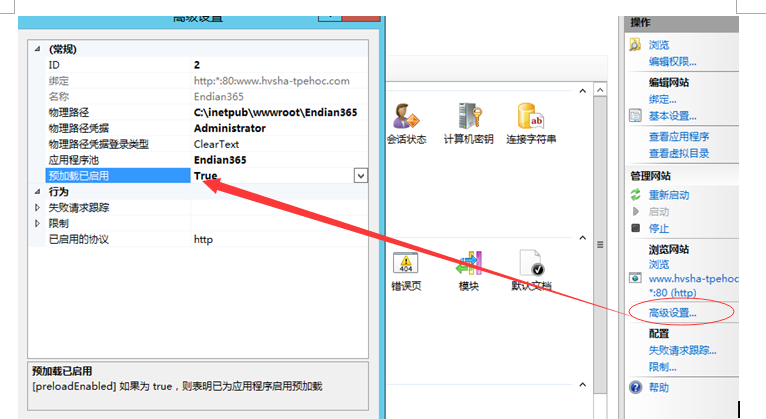 高级设置
(常规)
ID 2
绑定 http:*:80:www.hvsha-tpehoc.com
名称 Endian365
物理路径 C:\inetpub\wwwroot\Endian365
物理路径凭据 Administrator
物理路径凭据登录类型 ClearText
应用程序池 Endian365
预加载已启用 True
行为
失败请求跟踪
限制
已启用的协议 http
预加载已启用
[preloadEnabled] 如果为 true，则表明已为应用程序启用预加载
会话状态 计算机密钥 连接字符串
ab
404
错误页 模块 默认文档
操作
浏览
编辑权限...
编辑网站
绑定...
基本设置...
查看应用程序
查看虚拟目录
管理网站
重新启动
启动
停止
浏览网站
浏览
www.hvsha-tpehoc
*:80 (http)
高级设置...
配置
失败请求跟踪...
限制...
帮助